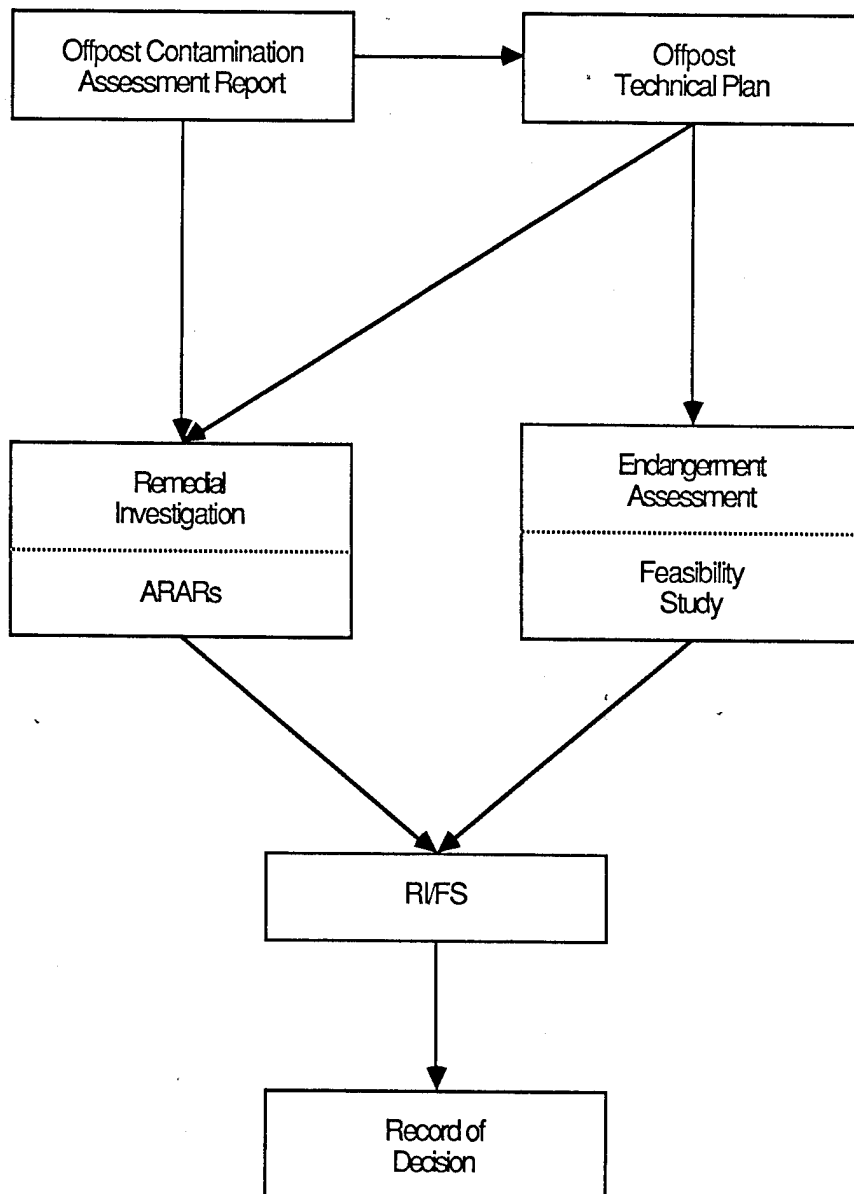 Offpost Contamination
Assessment Report
Offpost
Technical Plan
Remedial
Investigation
ARARs
Endangerment
Assessment
Feasibility
Study
RI/FS
Record of
Decision